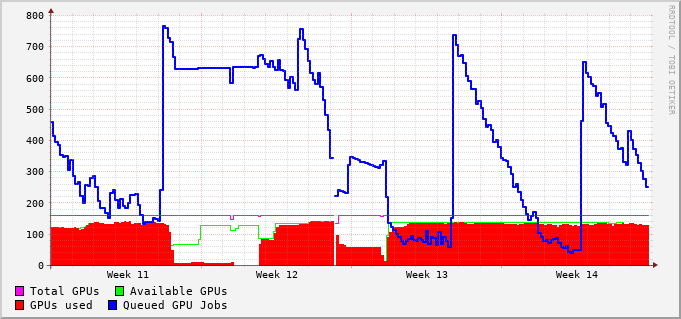 800
700
600
500
400
300
200
100
0
Week 11 Week 12 Week 13 Week 14
Total GPUs Available GPUs
GPUs used Queued GPU Jobs
RRDTOOL / TOBI OETIKER